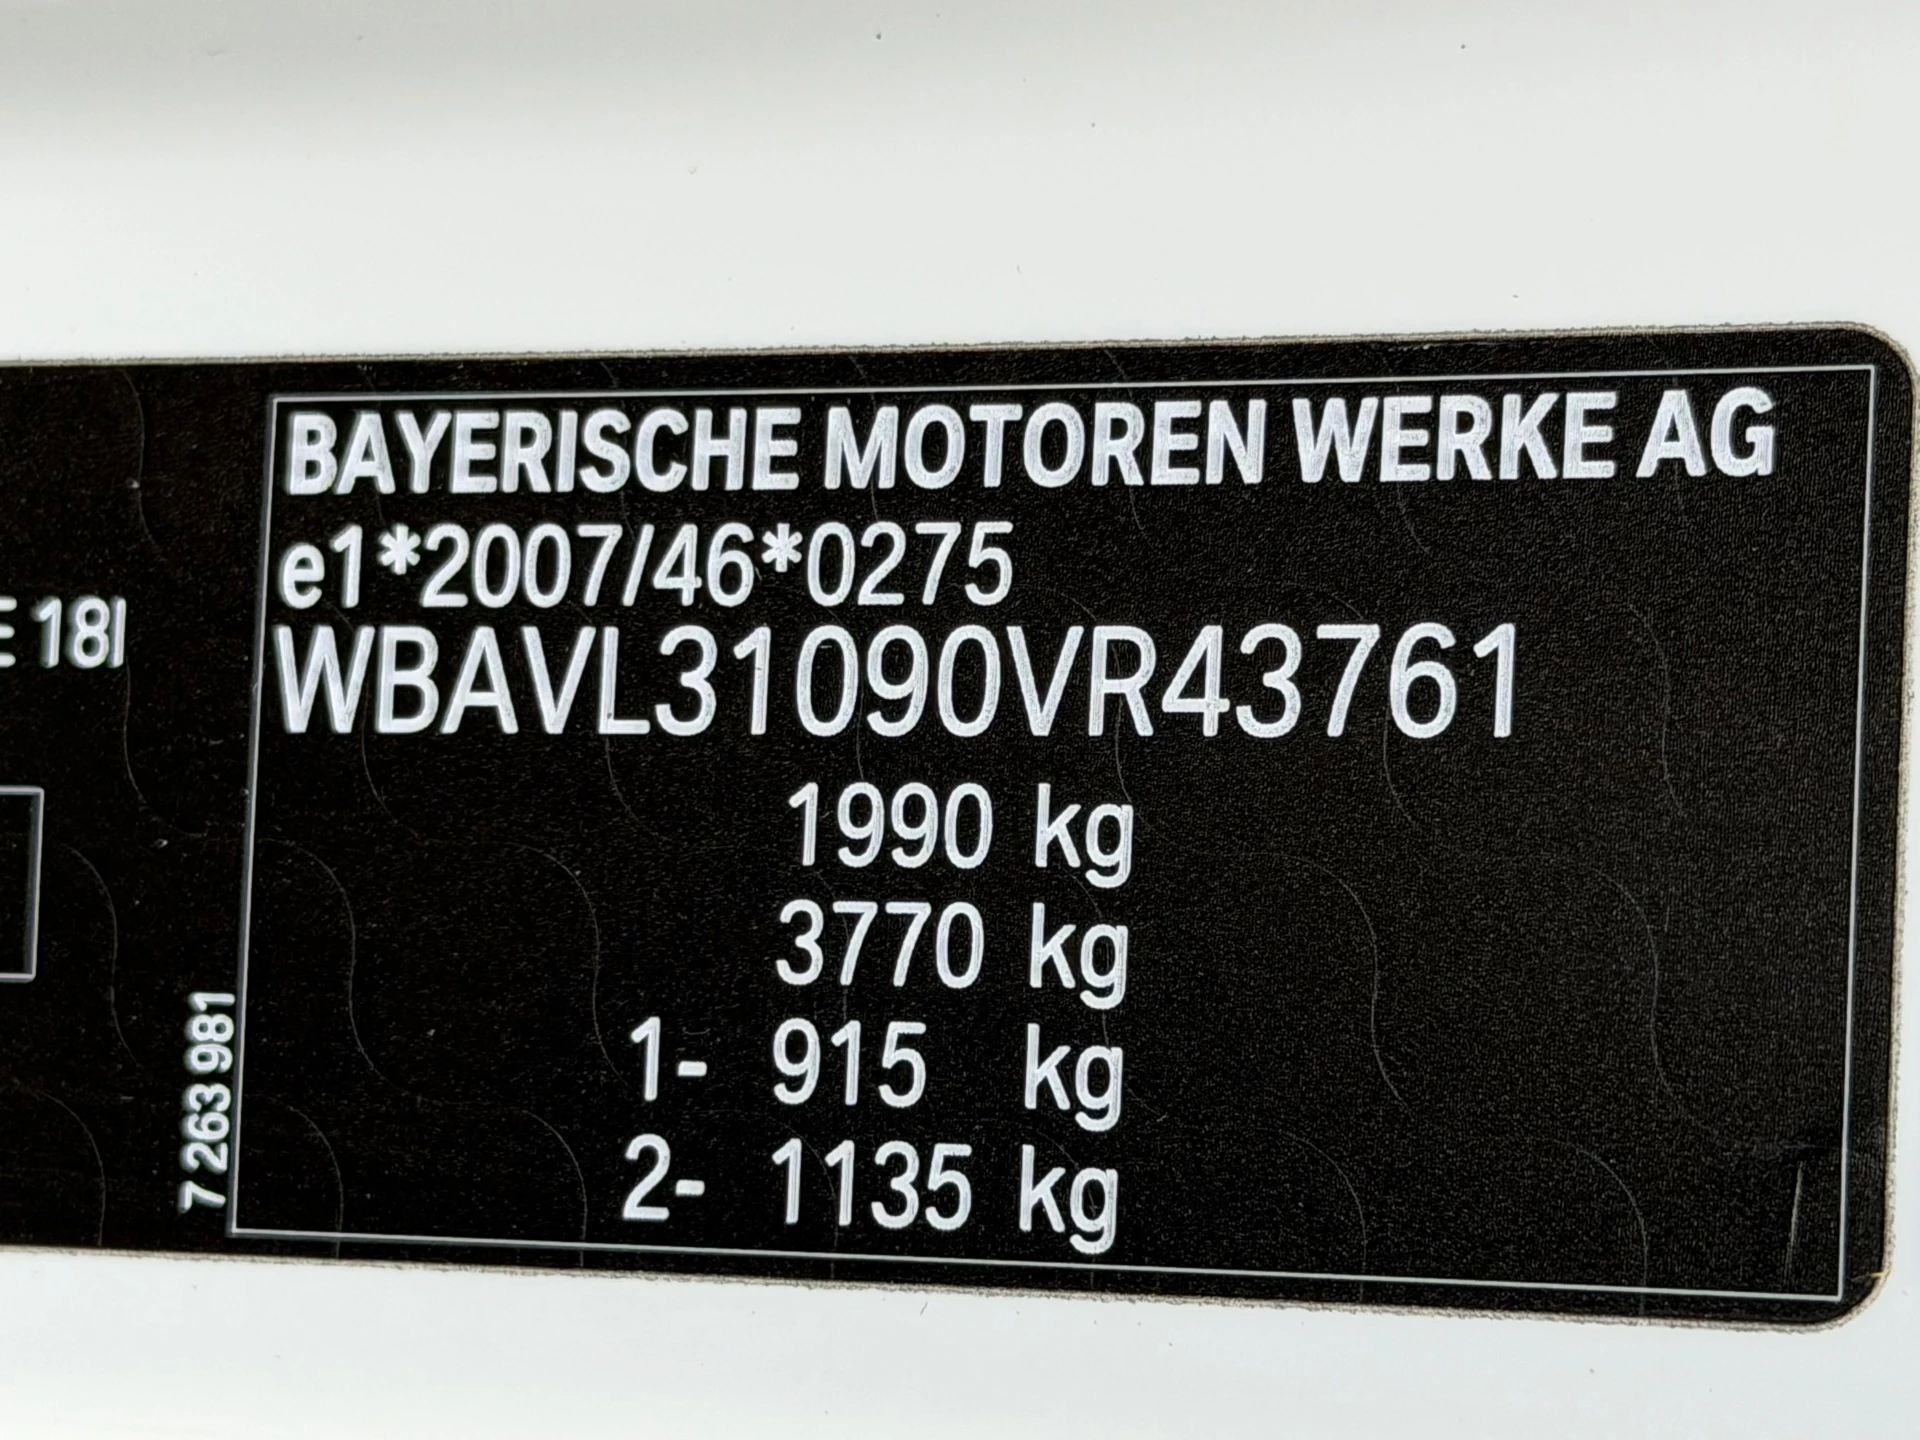 BAYERISCHE MOTOREN WERKE AG
e1*2007/46*0275
E 18I
WBAVL31090VR43761
1990 kg
3770 kg
1- 915 kg
2- 1135 kg
7 263 981